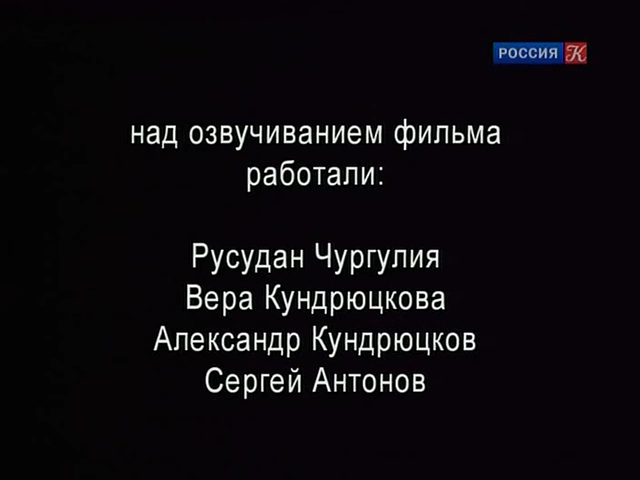 РОССИЯ К
над озвучиванием фильма
работали:
Русудан Чургулия
Вера Кундрюцкова
Александр Кундрюцков
Сергей Антонов